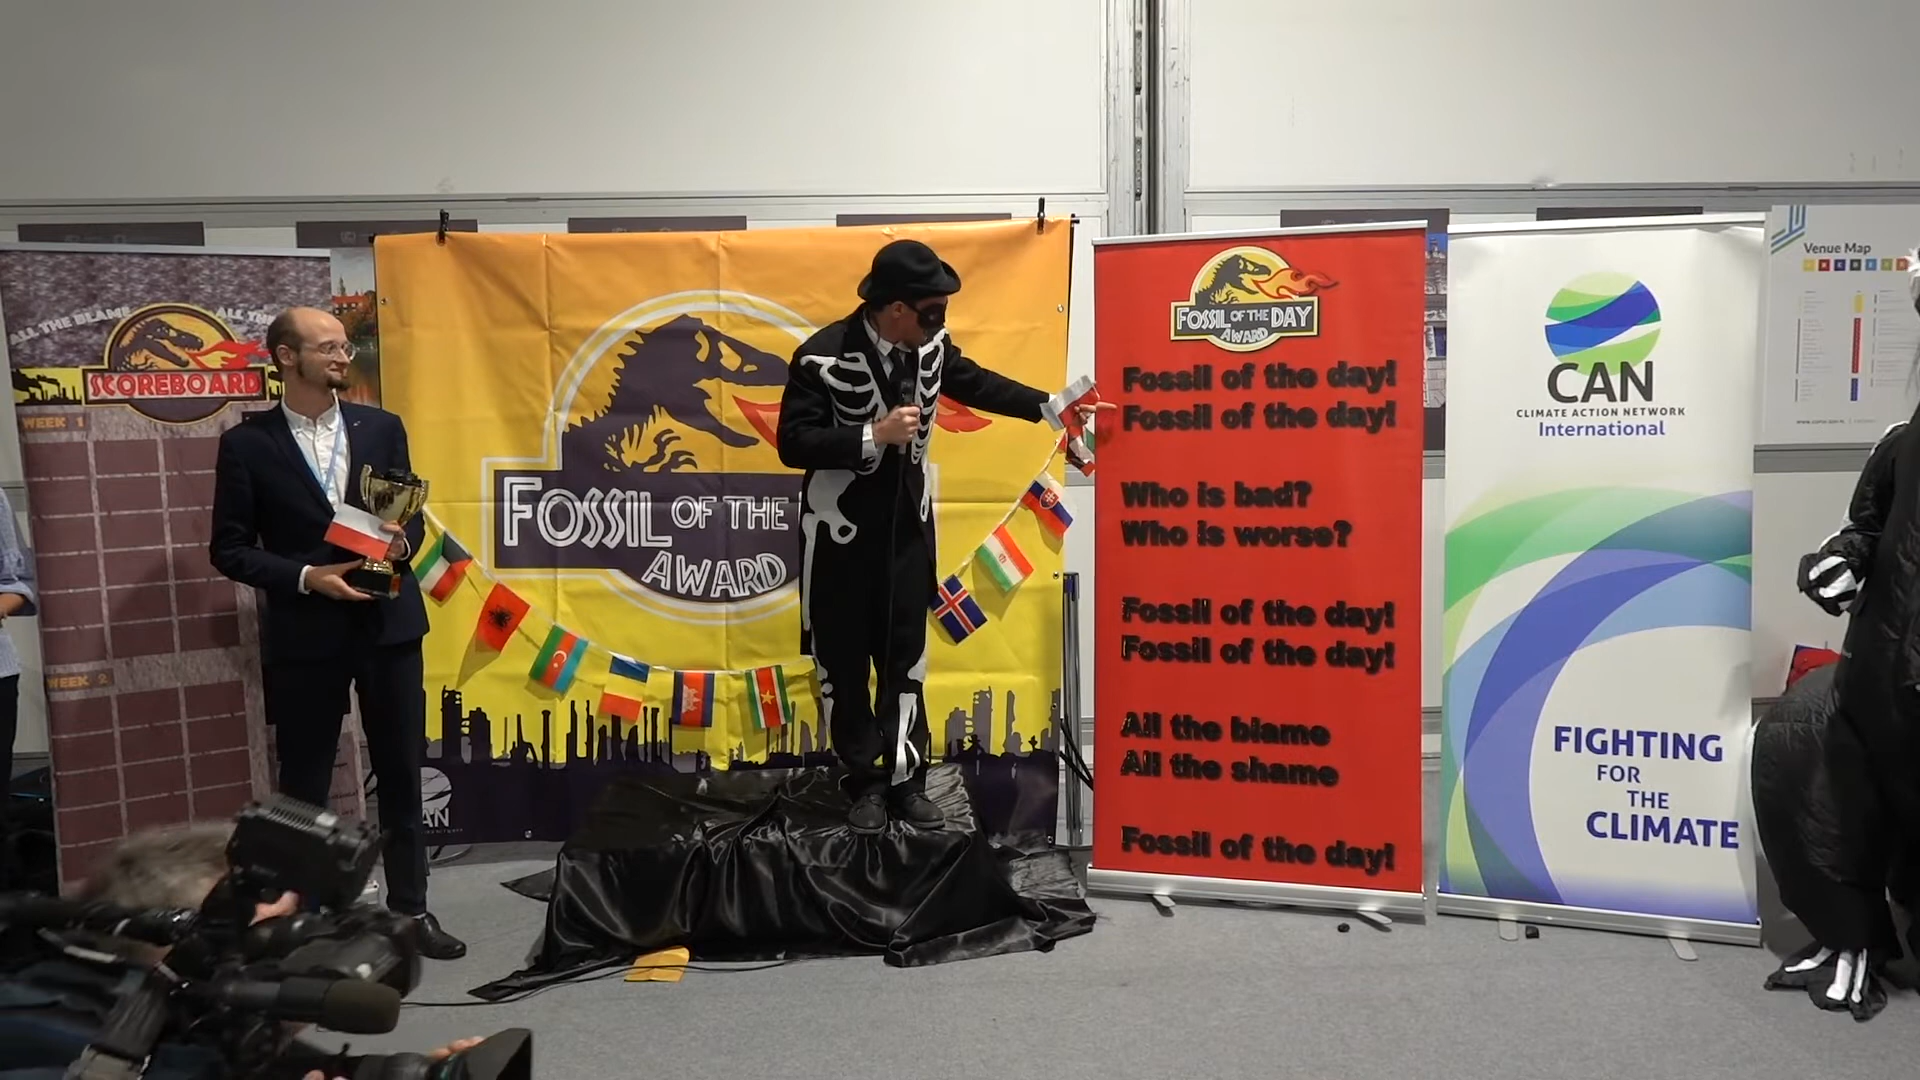 ALL THE BLAME
ALL THE
SCOREBOARD
WEEK 1
WEEK 2
FOSSIL OF THE
AWARD
AN
FOSSIL OF THE DAY
AWARD
Fossil of the day!
Fossil of the day!
Who is bad?
Who is worse?
Fossil of the day!
Fossil of the day!
All the blame
All the shame
Fossil of the day!
CAN
CLIMATE ACTION NETWORK
International
FIGHTING
FOR
THE
CLIMATE
Venue Map